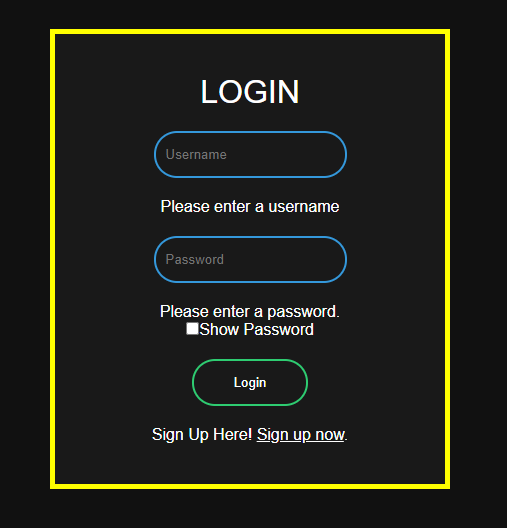 LOGIN
Username
Please enter a username
Password
Please enter a password.
Show Password
Login
Sign Up Here! Sign up now.